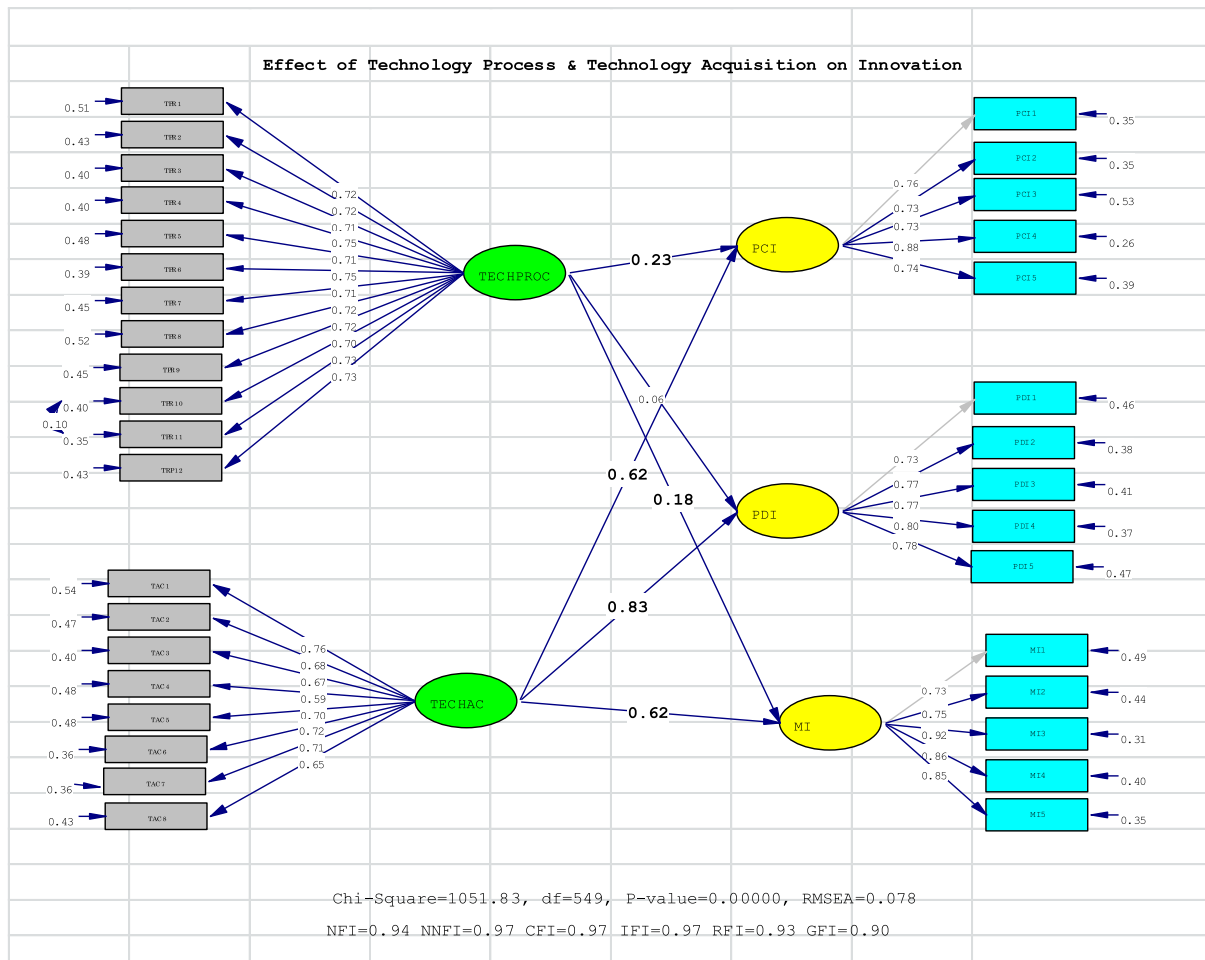 Effect of Technology Process & Technology Acquisition on Innovation
0.51 TPR1
0.43 TPR2
0.40 TPR3
0.40 TPR4
0.48 TPR5
0.39 TPR6
0.45 TPR7
0.52 TPR8
0.45 TPR9
0.40 TPR10
0.10
0.35 TPR11
0.43 TRP12
0.72
0.72
0.71
0.75
0.71
0.75
0.71
0.72
0.72
0.70
0.73
0.73
TECHPROC
0.54 TAC1
0.47 TAC2
0.40 TAC3
0.48 TAC4
0.48 TAC5
0.36 TAC6
0.36 TAC7
0.43 TAC8
0.76
0.68
0.67
0.59
0.70
0.72
0.71
0.65
TECHAC
0.23
0.06
0.62
0.18
0.83
0.62
PCI
0.76
0.73
0.73
0.88
0.74
PCI1 0.35
PCI2 0.35
PCI3 0.53
PCI4 0.26
PCI5 0.39
PDI
0.73
0.77
0.77
0.80
0.78
PDI1 0.46
PDI2 0.38
PDI3 0.41
PDI4 0.37
PDI5 0.47
MI
0.73
0.75
0.92
0.86
0.85
MI1 0.49
MI2 0.44
MI3 0.31
MI4 0.40
MI5 0.35
Chi-Square=1051.83, df=549, P-value=0.00000, RMSEA=0.078
NFI=0.94 NNFI=0.97 CFI=0.97 IFI=0.97 RFI=0.93 GFI=0.90